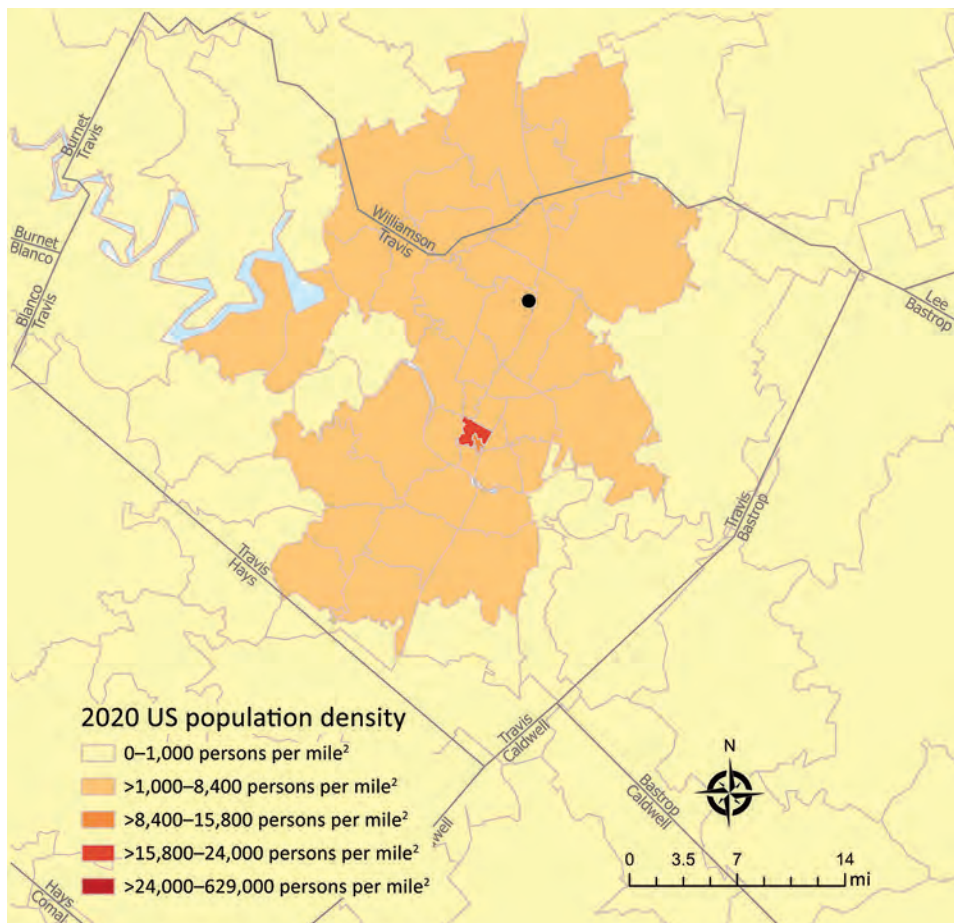 Burnet
Travis
Burnet
Blanco
Blanco
Travis
Williamson
Travis
Lee
Bastrop
Travis
Bastrop
Travis
Hays
Travis
Caldwell
Bastrop
Caldwell
well
Hays
Comal
2020 US population density
0–1,000 persons per mile²
>1,000–8,400 persons per mile²
>8,400–15,800 persons per mile²
>15,800–24,000 persons per mile²
>24,000–629,000 persons per mile²
N
0 3.5 7 14
mi